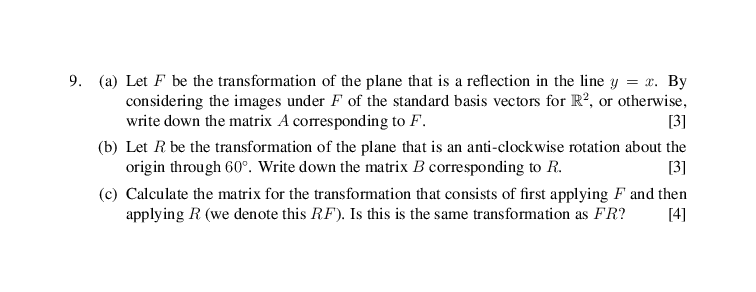 9. (a) Let F be the transformation of the plane that is a reflection in the line y = x. By
considering the images under F of the standard basis vectors for ℝ², or otherwise,
write down the matrix A corresponding to F. [3]
(b) Let R be the transformation of the plane that is an anti-clockwise rotation about the
origin through 60°. Write down the matrix B corresponding to R. [3]
(c) Calculate the matrix for the transformation that consists of first applying F and then
applying R (we denote this RF). Is this is the same transformation as FR? [4]